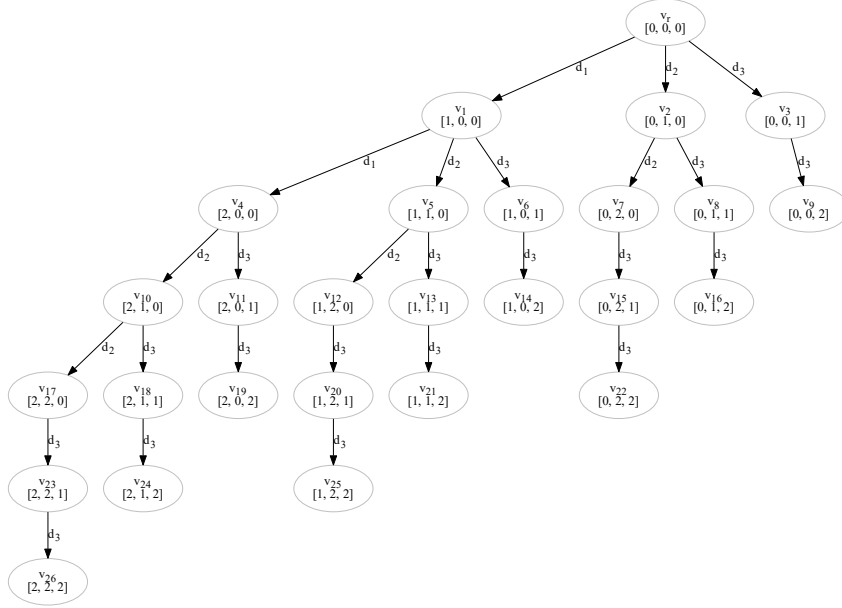 v_r
[0, 0, 0]
d_1
d_2
d_3
v_1
[1, 0, 0]
v_2
[0, 1, 0]
v_3
[0, 0, 1]
d_1
d_2
d_3
d_2
d_3
d_3
v_4
[2, 0, 0]
v_5
[1, 1, 0]
v_6
[1, 0, 1]
v_7
[0, 2, 0]
v_8
[0, 1, 1]
v_9
[0, 0, 2]
d_2
d_3
d_2
d_3
d_3
d_3
d_3
v_10
[2, 1, 0]
v_11
[2, 0, 1]
v_12
[1, 2, 0]
v_13
[1, 1, 1]
v_14
[1, 0, 2]
v_15
[0, 2, 1]
v_16
[0, 1, 2]
d_2
d_3
d_3
d_3
d_3
d_3
v_17
[2, 2, 0]
v_18
[2, 1, 1]
v_19
[2, 0, 2]
v_20
[1, 2, 1]
v_21
[1, 1, 2]
v_22
[0, 2, 2]
d_3
d_3
d_3
v_23
[2, 2, 1]
v_24
[2, 1, 2]
v_25
[1, 2, 2]
d_3
v_26
[2, 2, 2]